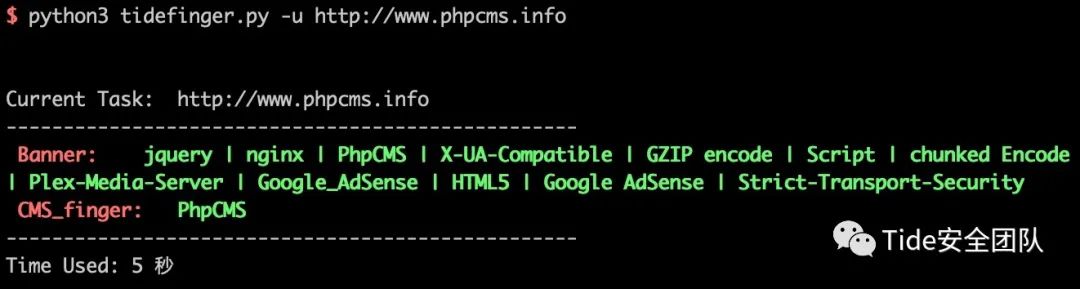 $ python3 tidefinger.py -u http://www.phpcms.info
Current Task:  http://www.phpcms.info
--------------------------------------------------
Banner:    jquery | nginx | PhpCMS | X-UA-Compatible | GZIP encode | Script | chunked Encode
| Plex-Media-Server | Google_AdSense | HTML5 | Google AdSense | Strict-Transport-Security
CMS_finger:   PhpCMS
--------------------------------------------------
Tide安全团队
Time Used: 5 秒